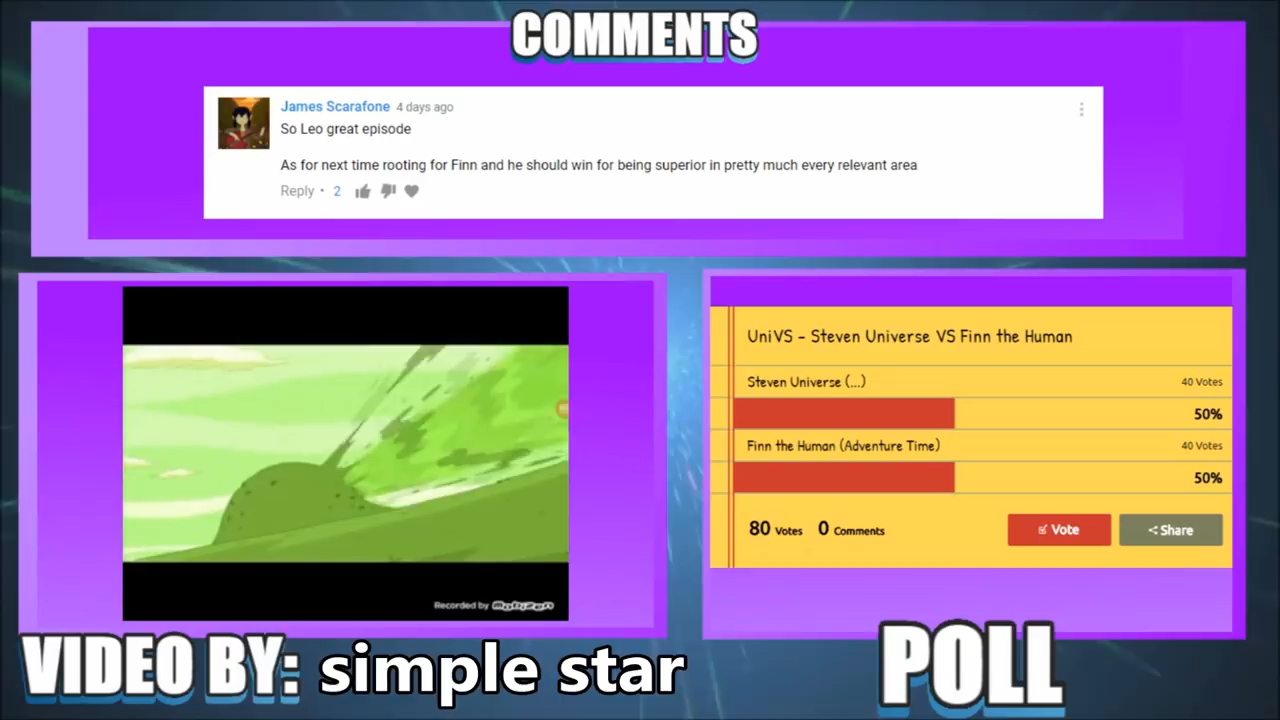 COMMENTS
James Scarafone 4 days ago
So Leo great episode
As for next time rooting for Finn and he should win for being superior in pretty much every relevant area
Reply • 2
UniVS - Steven Universe VS Finn the Human
Steven Universe (...) 40 Votes
50%
Finn the Human (Adventure Time) 40 Votes
50%
80 Votes 0 Comments Vote Share
Recorded by Mobizen
VIDEO BY: simple star
POLL